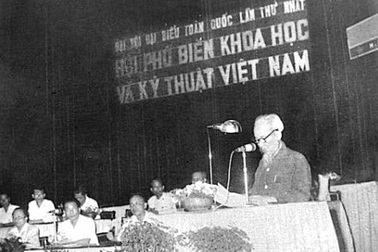 ĐẠI HỘI ĐẠI BIỂU TOÀN QUỐC LẦN THỨ NHẤT
HỘI PHỔ BIẾN KHOA HỌC
VÀ KỸ THUẬT VIỆT NAM